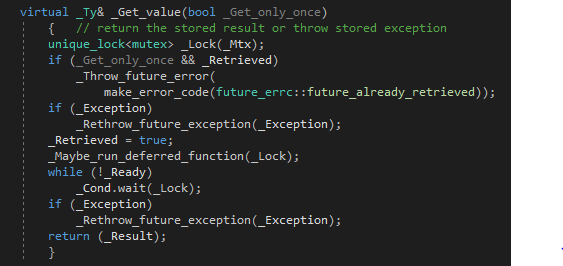 virtual _Ty& _Get_value(bool _Get_only_once)
{   // return the stored result or throw stored exception
unique_lock<mutex> _Lock(_Mtx);
if (_Get_only_once && _Retrieved)
_Throw_future_error(
make_error_code(future_errc::future_already_retrieved));
if (_Exception)
_Rethrow_future_exception(_Exception);
_Retrieved = true;
_Maybe_run_deferred_function(_Lock);
while (!_Ready)
_Cond.wait(_Lock);
if (_Exception)
_Rethrow_future_exception(_Exception);
return (_Result);
}